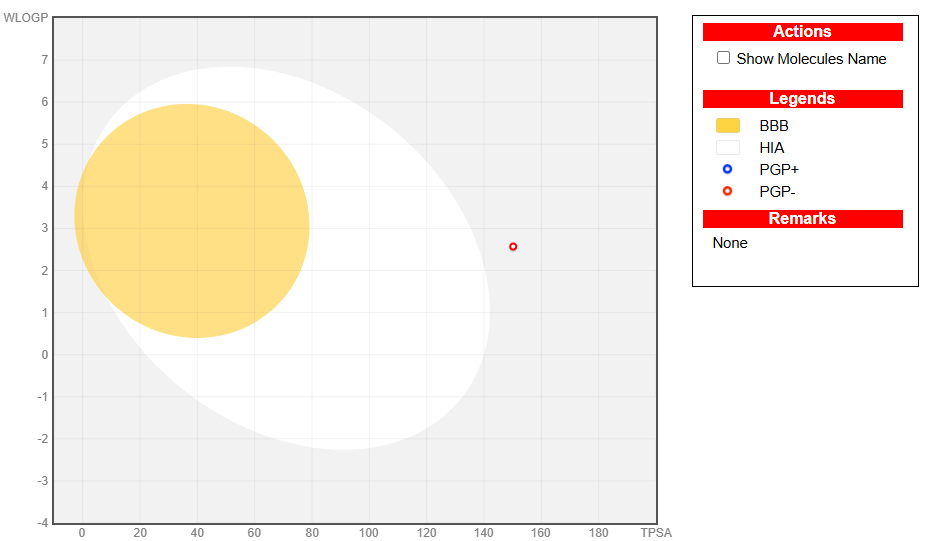 WLOGP
7
6
5
4
3
2
1
0
-1
-2
-3
-4
0 20 40 60 80 100 120 140 160 180 TPSA
Actions
Show Molecules Name
Legends
BBB
HIA
PGP+
PGP-
Remarks
None